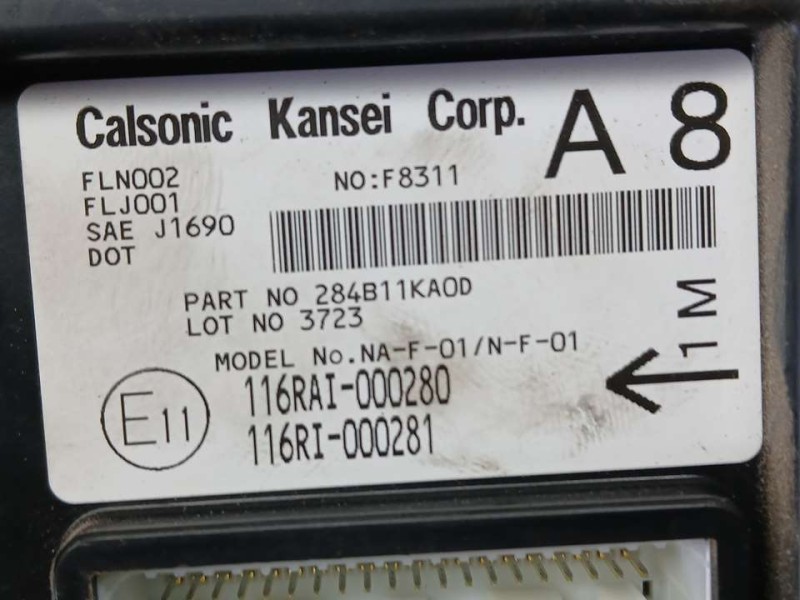 Calsonic Kansei Corp. A 8
FLN002 NO:F8311
FLJ001
SAE J1690
DOT
PART NO 284B11KA0D
LOT NO 3723
1 M
MODEL No.NA-F-01/N-F-01
E11
116RAI-000280
116RI-000281